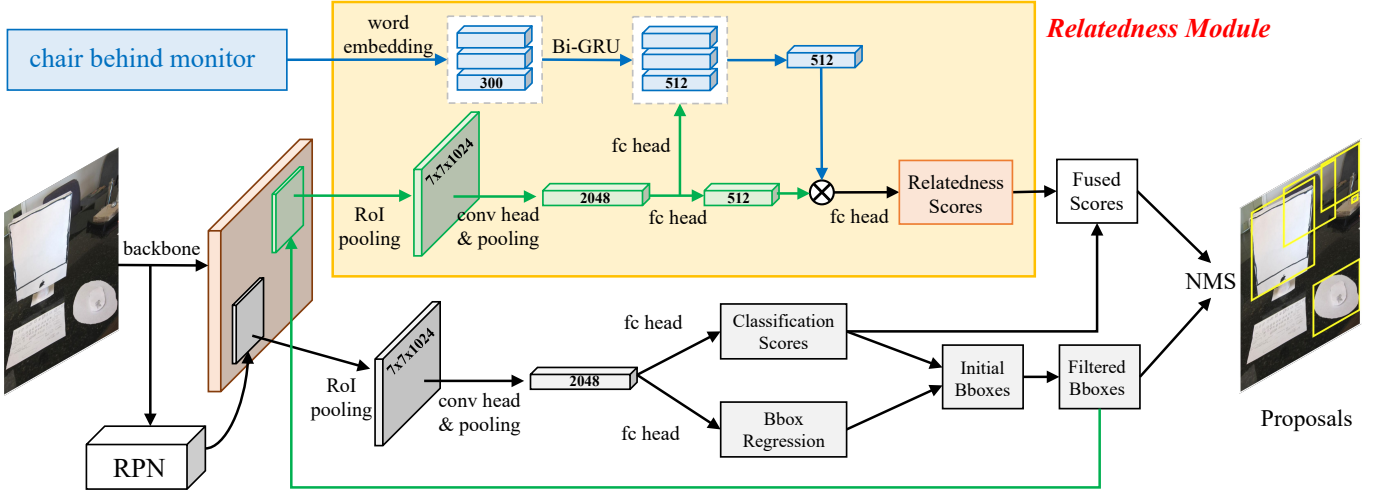 Relatedness Module
chair behind monitor
word
embedding
300
Bi-GRU
512
512
fc head
7x7x1024
RoI
pooling
conv head
& pooling
2048
fc head
512
fc head
Relatedness
Scores
Fused
Scores
backbone
NMS
RPN
RoI
pooling
7x7x1024
conv head
& pooling
2048
fc head
Classification
Scores
fc head
Bbox
Regression
Initial
Bboxes
Filtered
Bboxes
Proposals